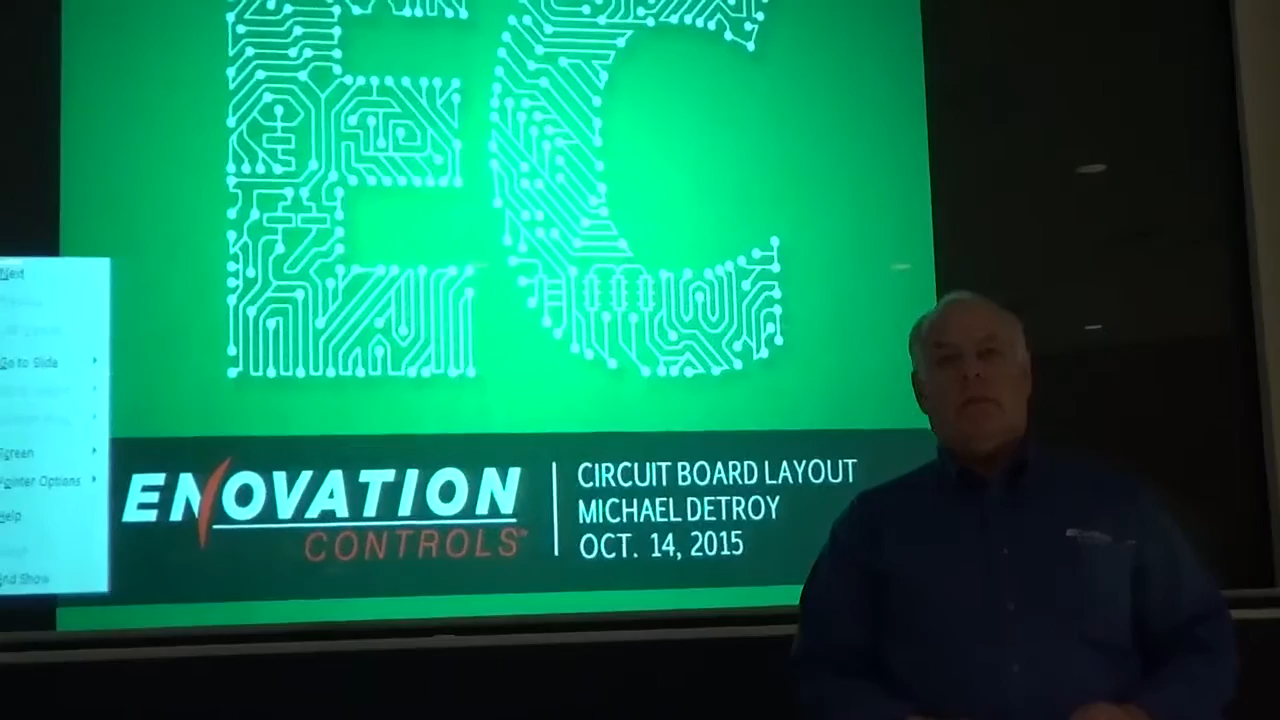 EC
Next
Go to Slide
Screen
Pointer Options
Help
End Show
ENOVATION
CONTROLS
CIRCUIT BOARD LAYOUT
MICHAEL DETROY
OCT. 14, 2015